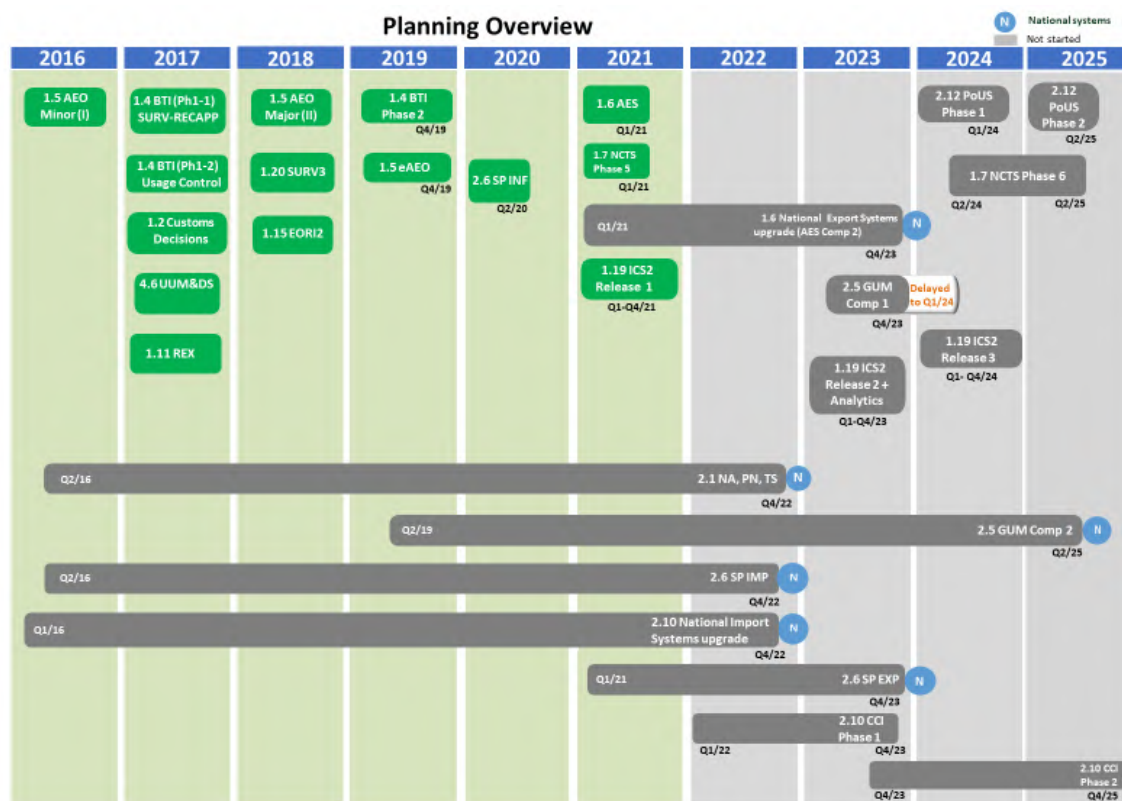 Planning Overview
N National systems
Not started
2016 2017 2018 2019 2020 2021 2022 2023 2024 2025
1.5 AEO
Minor (I)
1.4 BTI (Ph1-1)
SURV-RECAPP
1.5 AEO
Major (II)
1.4 BTI
Phase 2
Q4/19
1.6 AES
Q1/21
2.12 PoUS
Phase 1
Q1/24
2.12
PoUS
Phase 2
Q2/25
1.4 BTI (Ph1-2)
Usage Control
1.20 SURV3
1.5 eAEO
Q4/19
2.6 SP INF
Q2/20
1.7 NCTS
Phase 5
Q1/21
1.7 NCTS Phase 6
Q2/24 Q2/25
1.2 Customs
Decisions
1.15 EORI2
Q1/21
1.6 National Export Systems
upgrade (AES Comp 2)
N
Q4/23
4.6 UUM&DS
1.19 ICS2
Release 1
Q1-Q4/21
2.5 GUM
Comp 1
Q4/23
Delayed
to Q1/24
1.11 REX
1.19 ICS2
Release 2 +
Analytics
Q1-Q4/23
1.19 ICS2
Release 3
Q1- Q4/24
Q2/16 2.1 NA, PN, TS N
Q4/22
Q2/19 2.5 GUM Comp 2 N
Q2/25
Q2/16 2.6 SP IMP N
Q4/22
Q1/16
2.10 National Import
Systems upgrade
N
Q4/22
Q1/21 2.6 SP EXP N
Q4/23
2.10 CCI
Phase 1
Q1/22 Q4/23
2.10 CCI
Phase 2
Q4/23 Q4/25